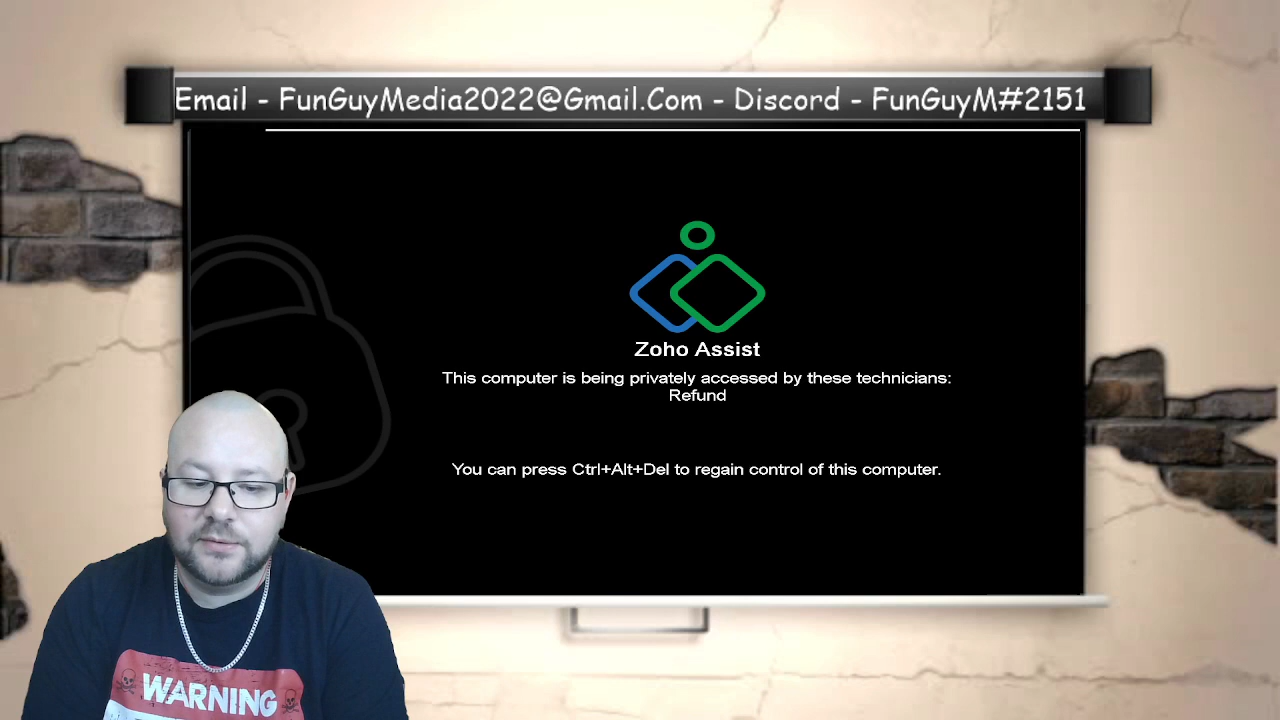 Email - FunGuyMedia2022@Gmail.Com - Discord - FunGuyM#2151
Zoho Assist
This computer is being privately accessed by these technicians:
Refund
You can press Ctrl+Alt+Del to regain control of this computer.
WARNING